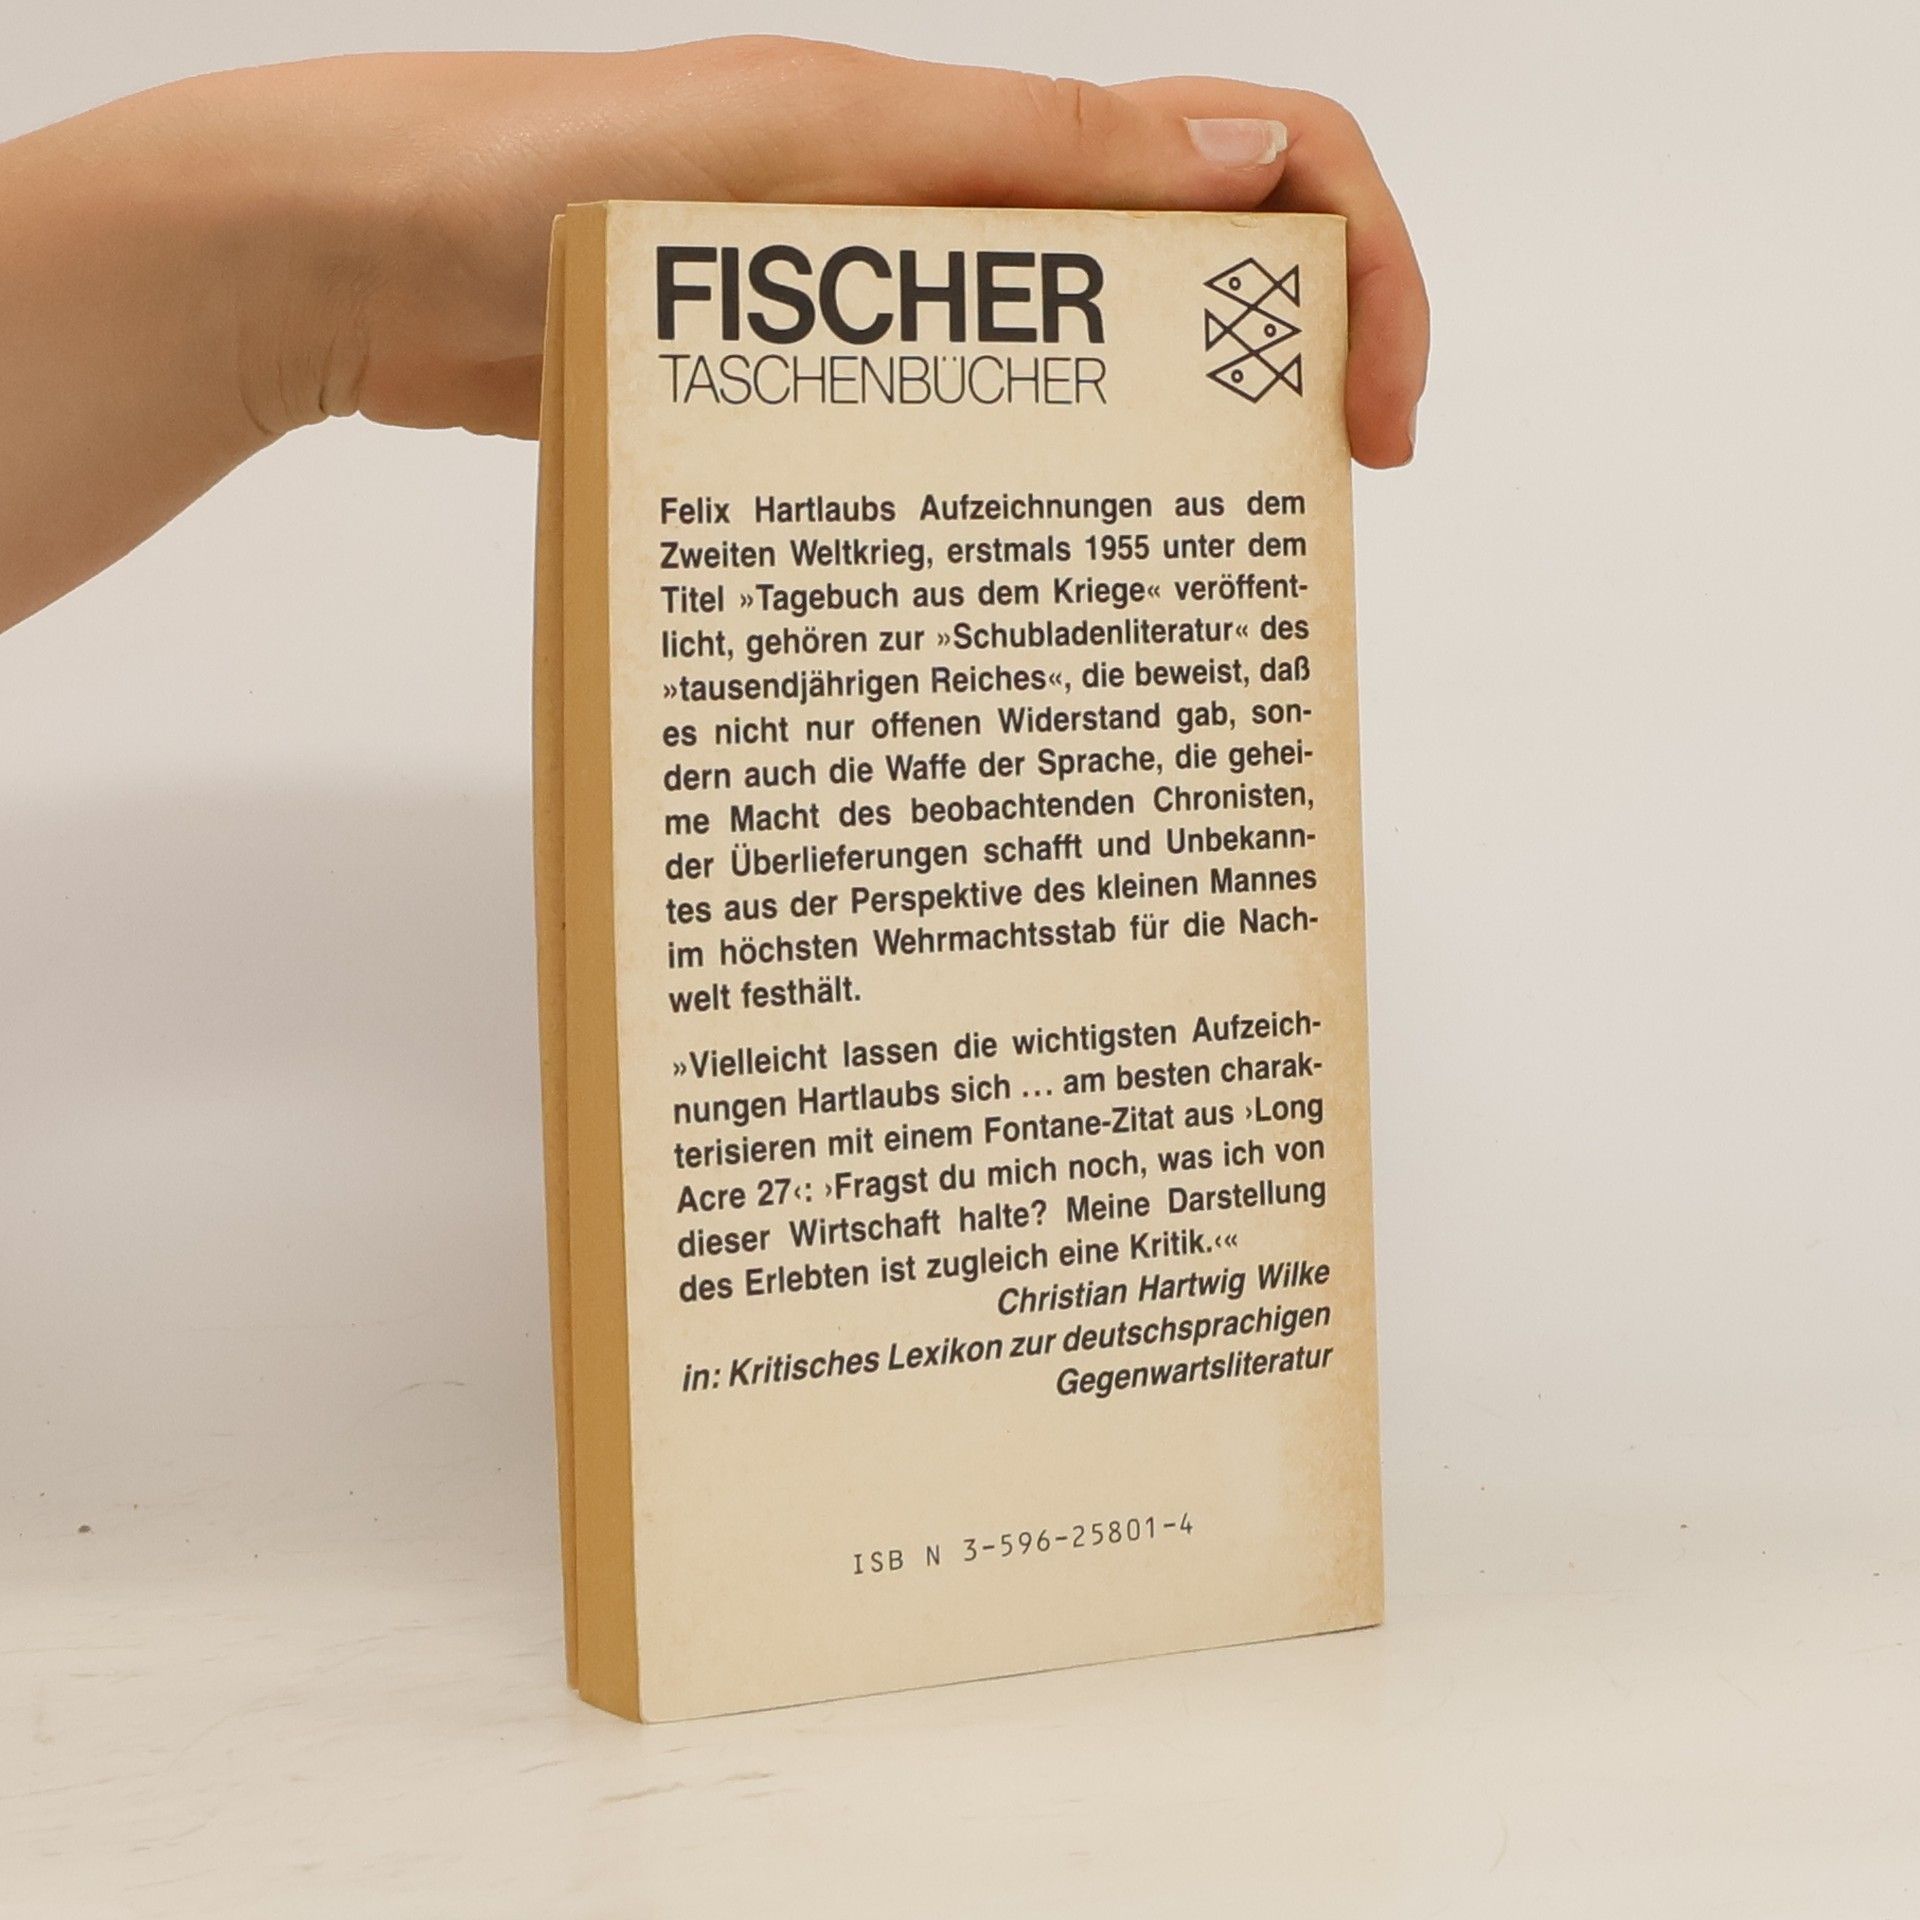 FISCHER
TASCHENBÜCHER
Felix Hartlaubs Aufzeichnungen aus dem
Zweiten Weltkrieg, erstmals 1955 unter dem
Titel »Tagebuch aus dem Kriege« veröffent-
licht, gehören zur »Schubladenliteratur« des
»tausendjährigen Reiches«, die beweist, daß
es nicht nur offenen Widerstand gab, son-
dern auch die Waffe der Sprache, die gehei-
me Macht des beobachtenden Chronisten,
der Überlieferungen schafft und Unbekann-
tes aus der Perspektive des kleinen Mannes
im höchsten Wehrmachtsstab für die Nach-
welt festhält.
»Vielleicht lassen die wichtigsten Aufzeich-
nungen Hartlaubs sich ... am besten charak-
terisieren mit einem Fontane-Zitat aus ›Long
Acre 27‹: ›Fragst du mich noch, was ich von
dieser Wirtschaft halte? Meine Darstellung
des Erlebten ist zugleich eine Kritik.‹«
Christian Hartwig Wilke
in: Kritisches Lexikon zur deutschsprachigen
Gegenwartsliteratur
ISB N 3-596-25801-4